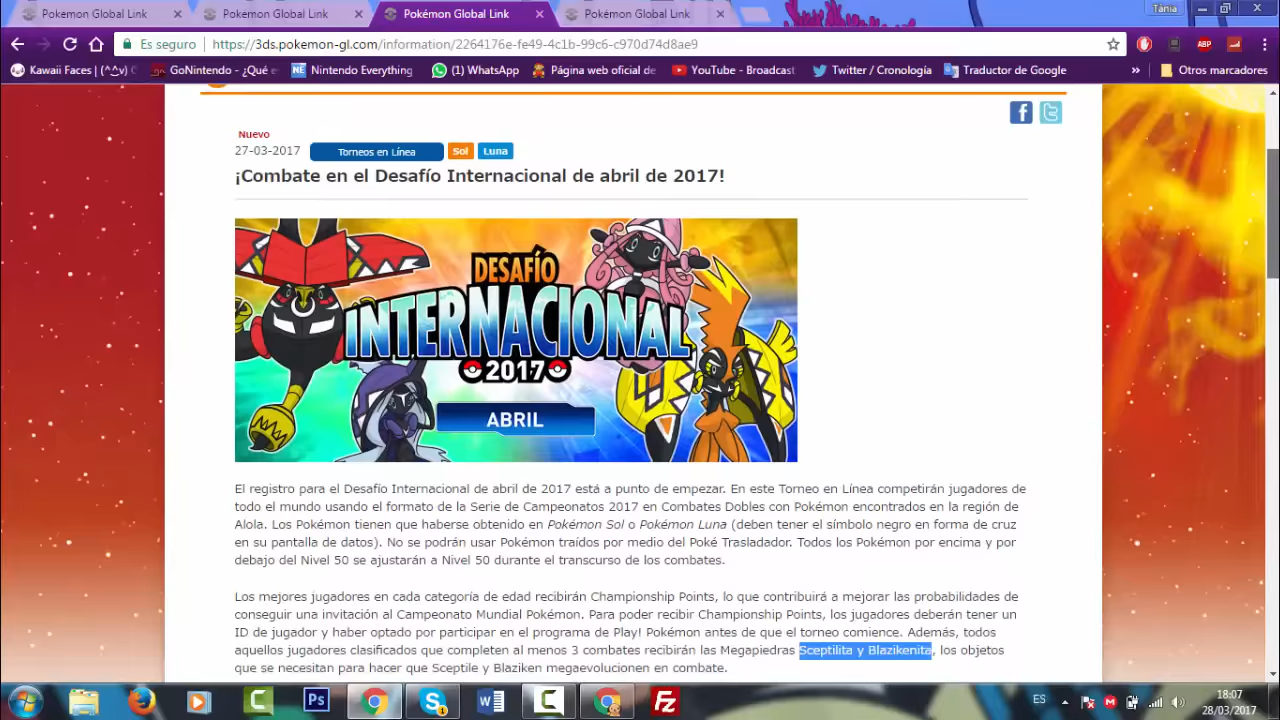 Pokemon Global Link
Pokemon Global Link
Pokémon Global Link
Pokémon Global Link
Tània
Es seguro
https://3ds.pokemon-gl.com/information/2264176e-fe49-4c1b-99c6-c970d74d8ae9
ABP
Kawaii Faces | (^_^v)
GoNintendo - ¿Qué e
NE Nintendo Everything
(1) WhatsApp
Página web oficial de
YouTube - Broadcast
Twitter / Cronología
Traductor de Google
»
Otros marcadores
Nuevo
27-03-2017 Torneos en Línea Sol Luna
¡Combate en el Desafío Internacional de abril de 2017!
DESAFÍO
INTERNACIONAL
2017
ABRIL
El registro para el Desafío Internacional de abril de 2017 está a punto de empezar. En este Torneo en Línea competirán jugadores de
todo el mundo usando el formato de la Serie de Campeonatos 2017 en Combates Dobles con Pokémon encontrados en la región de
Alola. Los Pokémon tienen que haberse obtenido en Pokémon Sol o Pokémon Luna (deben tener el símbolo negro en forma de cruz
en su pantalla de datos). No se podrán usar Pokémon traídos por medio del Poké Trasladador. Todos los Pokémon por encima y por
debajo del Nivel 50 se ajustarán a Nivel 50 durante el transcurso de los combates.
Los mejores jugadores en cada categoría de edad recibirán Championship Points, lo que contribuirá a mejorar las probabilidades de
conseguir una invitación al Campeonato Mundial Pokémon. Para poder recibir Championship Points, los jugadores deberán tener un
ID de jugador y haber optado por participar en el programa de Play! Pokémon antes de que el torneo comience. Además, todos
aquellos jugadores clasificados que completen al menos 3 combates recibirán las Megapiedras Sceptilita y Blazikenita, los objetos
que se necesitan para hacer que Sceptile y Blaziken megaevolucionen en combate.
Ps
ES
18:07
28/03/2017